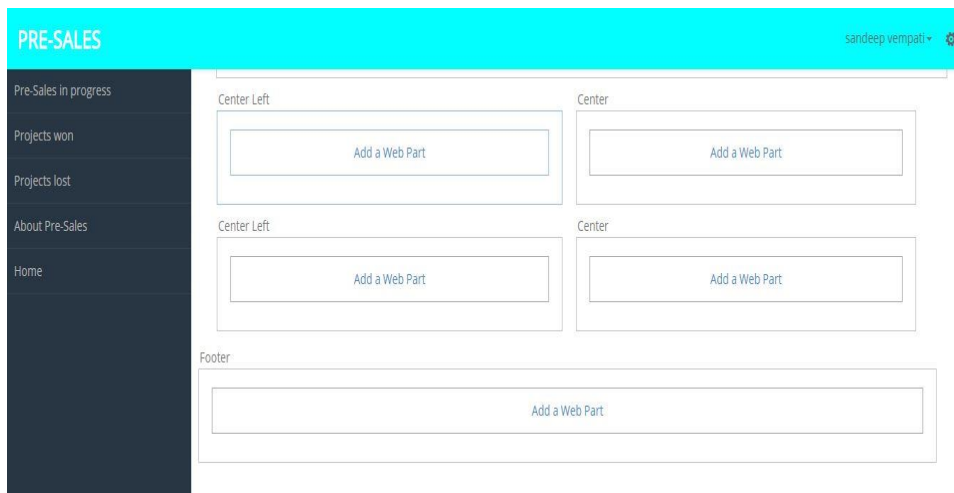 PRE-SALES
sandeep vempati
Pre-Sales in progress
Projects won
Projects lost
About Pre-Sales
Home
Center Left
Center
Add a Web Part
Add a Web Part
Center Left
Center
Add a Web Part
Add a Web Part
Footer
Add a Web Part